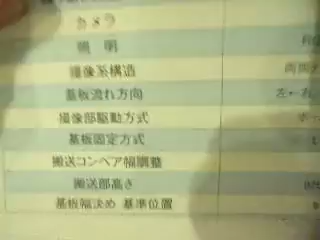 カメラ
照 明
撮像系構造
基板流れ方向 左←右
撮像部駆動方式
基板固定方式
搬送コンベア幅調整
搬送部高さ
基板幅決め 基準位置